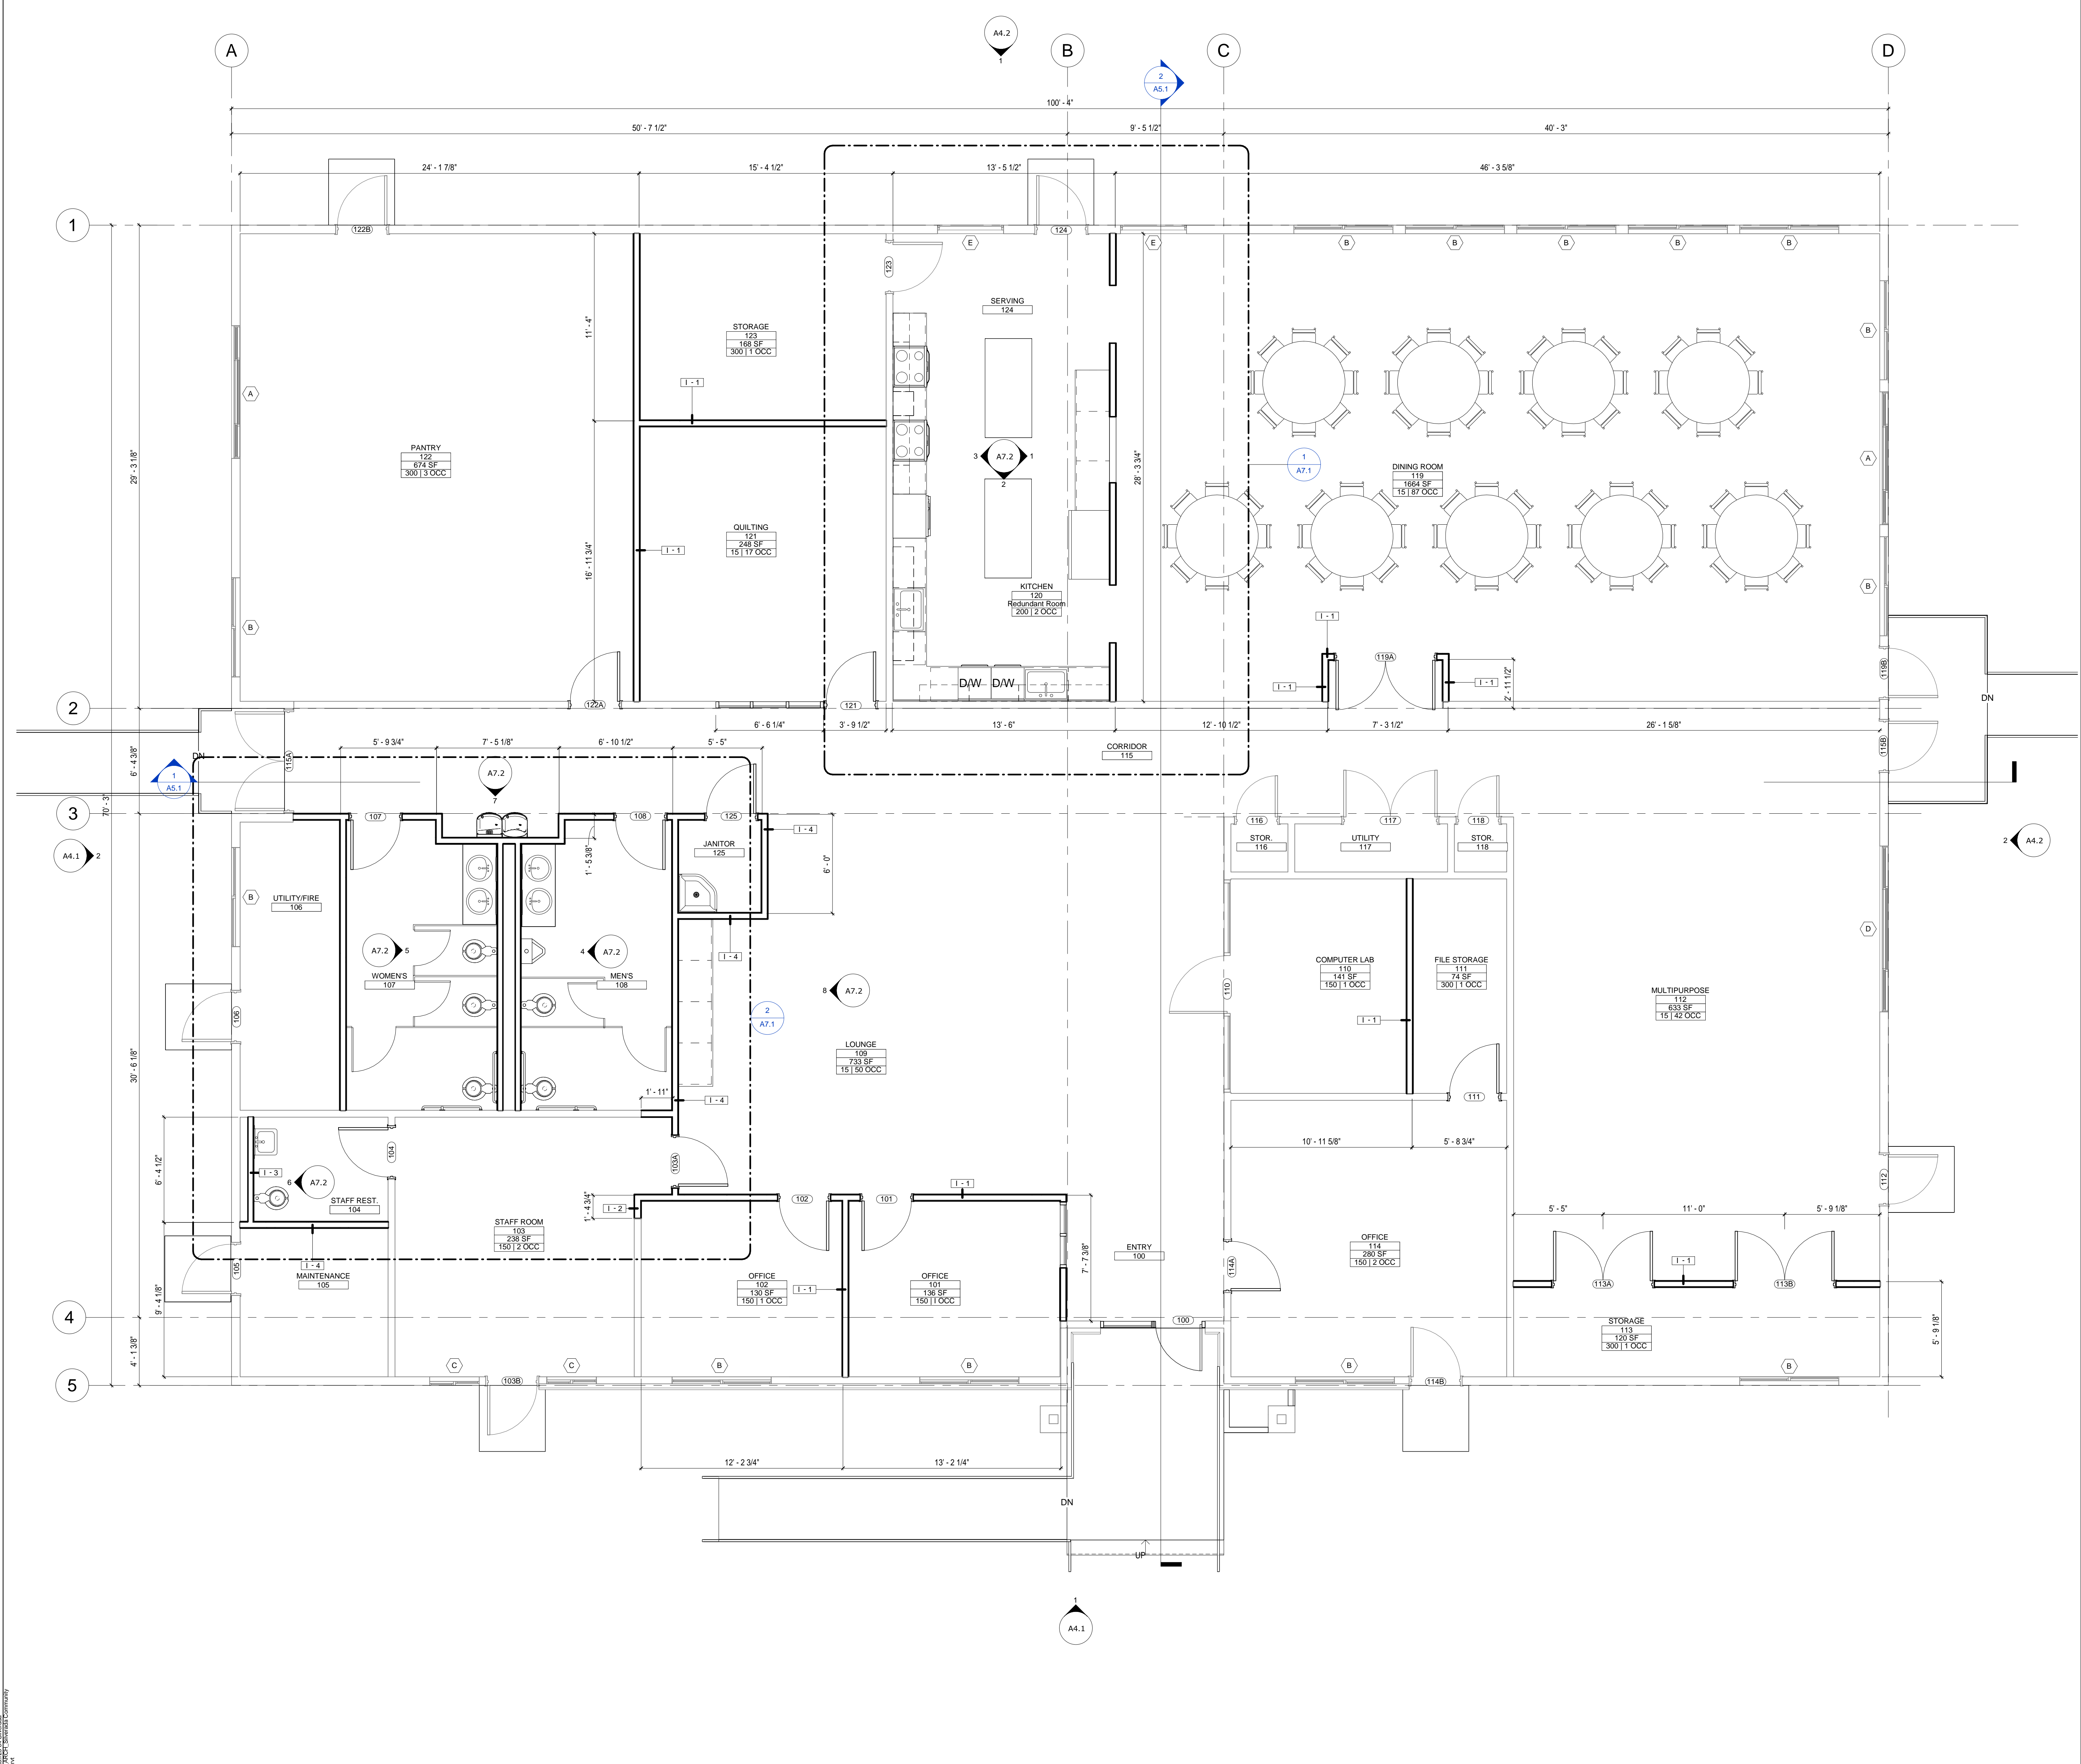 A4.2
1
A
B
C
D
2
A5.1
100' - 4"
50' - 7 1/2"
9' - 5 1/2"
40' - 3"
24' - 1 7/8"
15' - 4 1/2"
13' - 5 1/2"
46' - 3 5/8"
1
122B
124
E
E
B
B
B
B
B
123
SERVING
124
STORAGE
123
168 SF
300 | 1 OCC
11' - 4"
B
I - 1
A
PANTRY
122
674 SF
300 | 3 OCC
29' - 3 1/8"
3
A7.2
1
2
28' - 3 3/4"
1
A7.1
DINING ROOM
119
1664 SF
15 | 87 OCC
A
QUILTING
121
248 SF
15 | 17 OCC
I - 1
16' - 11 3/4"
KITCHEN
120
Redundant Room
200 | 2 OCC
B
B
I - 1
119A
119B
I - 1
I - 1
2' - 11 1/2"
D/W
D/W
DN
2
122A
121
6' - 6 1/4"
3' - 9 1/2"
13' - 6"
12' - 10 1/2"
7' - 3 1/2"
26' - 1 5/8"
6' - 4 3/8"
5' - 9 3/4"
7' - 5 1/8"
6' - 10 1/2"
5' - 5"
CORRIDOR
115
115B
DN
115A
1
A5.1
A7.2
7
70' - 3"
3
107
108
125
116
117
118
I - 4
A4.1
2
JANITOR
125
1' - 5 3/8"
6' - 0"
STOR.
116
UTILITY
117
STOR.
118
2
A4.2
B
UTILITY/FIRE
106
D
A7.2
5
4
A7.2
I - 4
WOMEN'S
107
MEN'S
108
8
A7.2
COMPUTER LAB
110
141 SF
150 | 1 OCC
FILE STORAGE
111
74 SF
300 | 1 OCC
MULTIPURPOSE
112
633 SF
15 | 42 OCC
110
106
2
A7.1
I - 1
LOUNGE
109
733 SF
15 | 50 OCC
30' - 6 1/8"
1' - 11"
I - 4
111
104
10' - 11 5/8"
5' - 8 3/4"
6' - 4 1/2"
I - 3
6
A7.2
103A
112
STAFF REST.
104
I - 1
102
101
I - 2
1' - 4 3/4"
5' - 5"
11' - 0"
5' - 9 1/8"
STAFF ROOM
103
238 SF
150 | 2 OCC
ENTRY
100
7' - 7 3/8"
OFFICE
114
280 SF
150 | 2 OCC
114A
105
I - 4
MAINTENANCE
105
OFFICE
102
130 SF
150 | 1 OCC
I - 1
OFFICE
101
136 SF
150 | I OCC
I - 1
113A
113B
9' - 4 1/8"
4
100
STORAGE
113
120 SF
300 | 1 OCC
5' - 9 1/8"
4' - 1 3/8"
C
C
B
B
B
B
5
103B
114B
12' - 2 3/4"
13' - 2 1/4"
DN
UP
1
A4.1
ARCH_Silverada Community